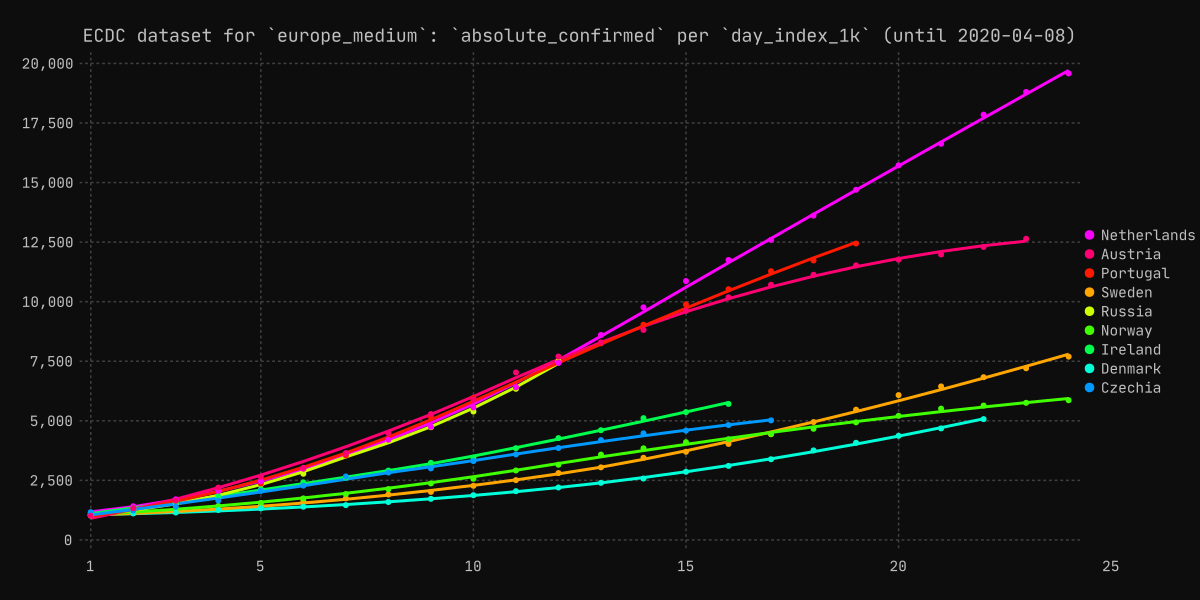 ECDC dataset for `europe_medium`: `absolute_confirmed` per `day_index_1k` (until 2020-04-08)
20,000
17,500
15,000
12,500
10,000
7,500
5,000
2,500
0
1 5 10 15 20 25
Netherlands
Austria
Portugal
Sweden
Russia
Norway
Ireland
Denmark
Czechia